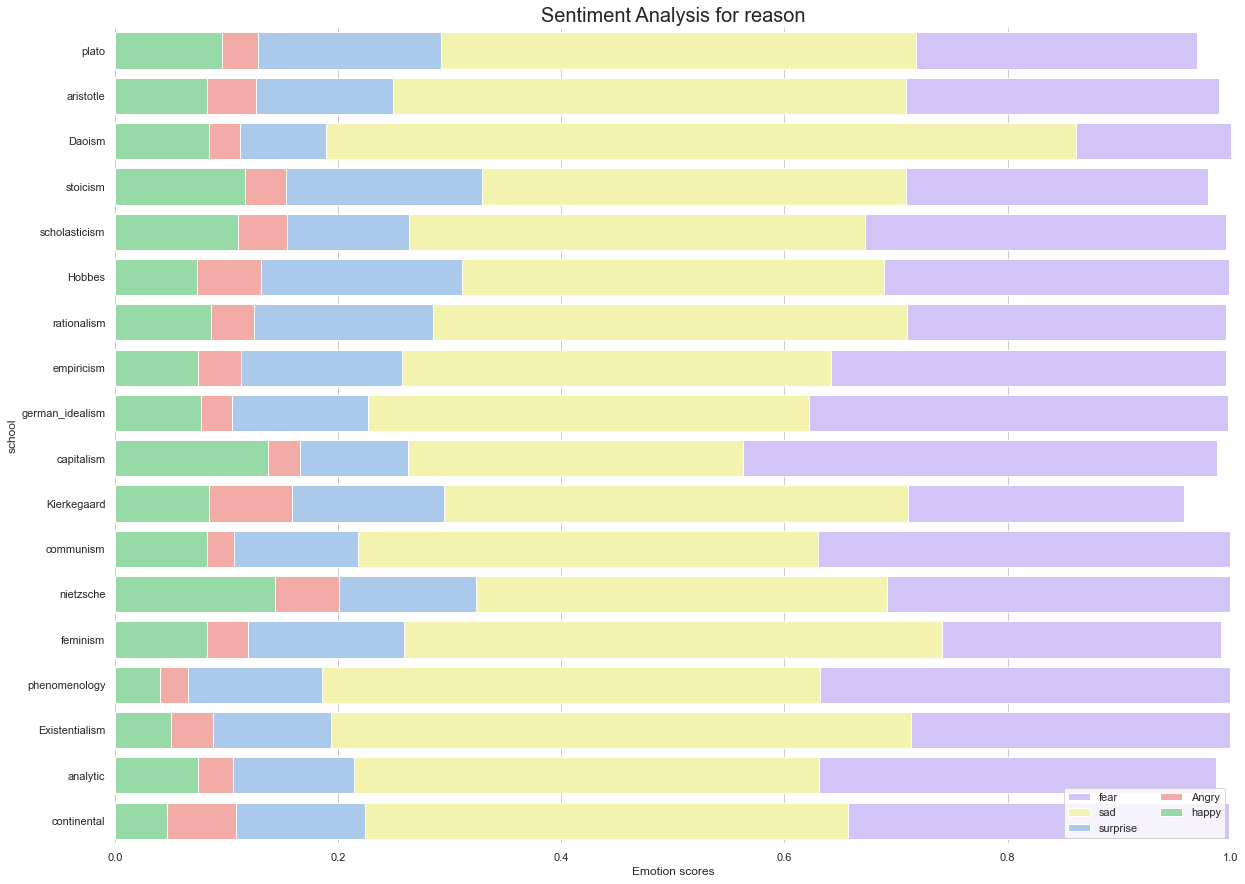 Sentiment Analysis for reason
plato
aristotle
Daoism
stoicism
scholasticism
Hobbes
rationalism
empiricism
german_idealism
school
capitalism
Kierkegaard
communism
nietzsche
feminism
phenomenology
Existentialism
analytic
continental
fear Angry
sad happy
surprise
0.0 0.2 0.4 0.6 0.8 1.0
Emotion scores